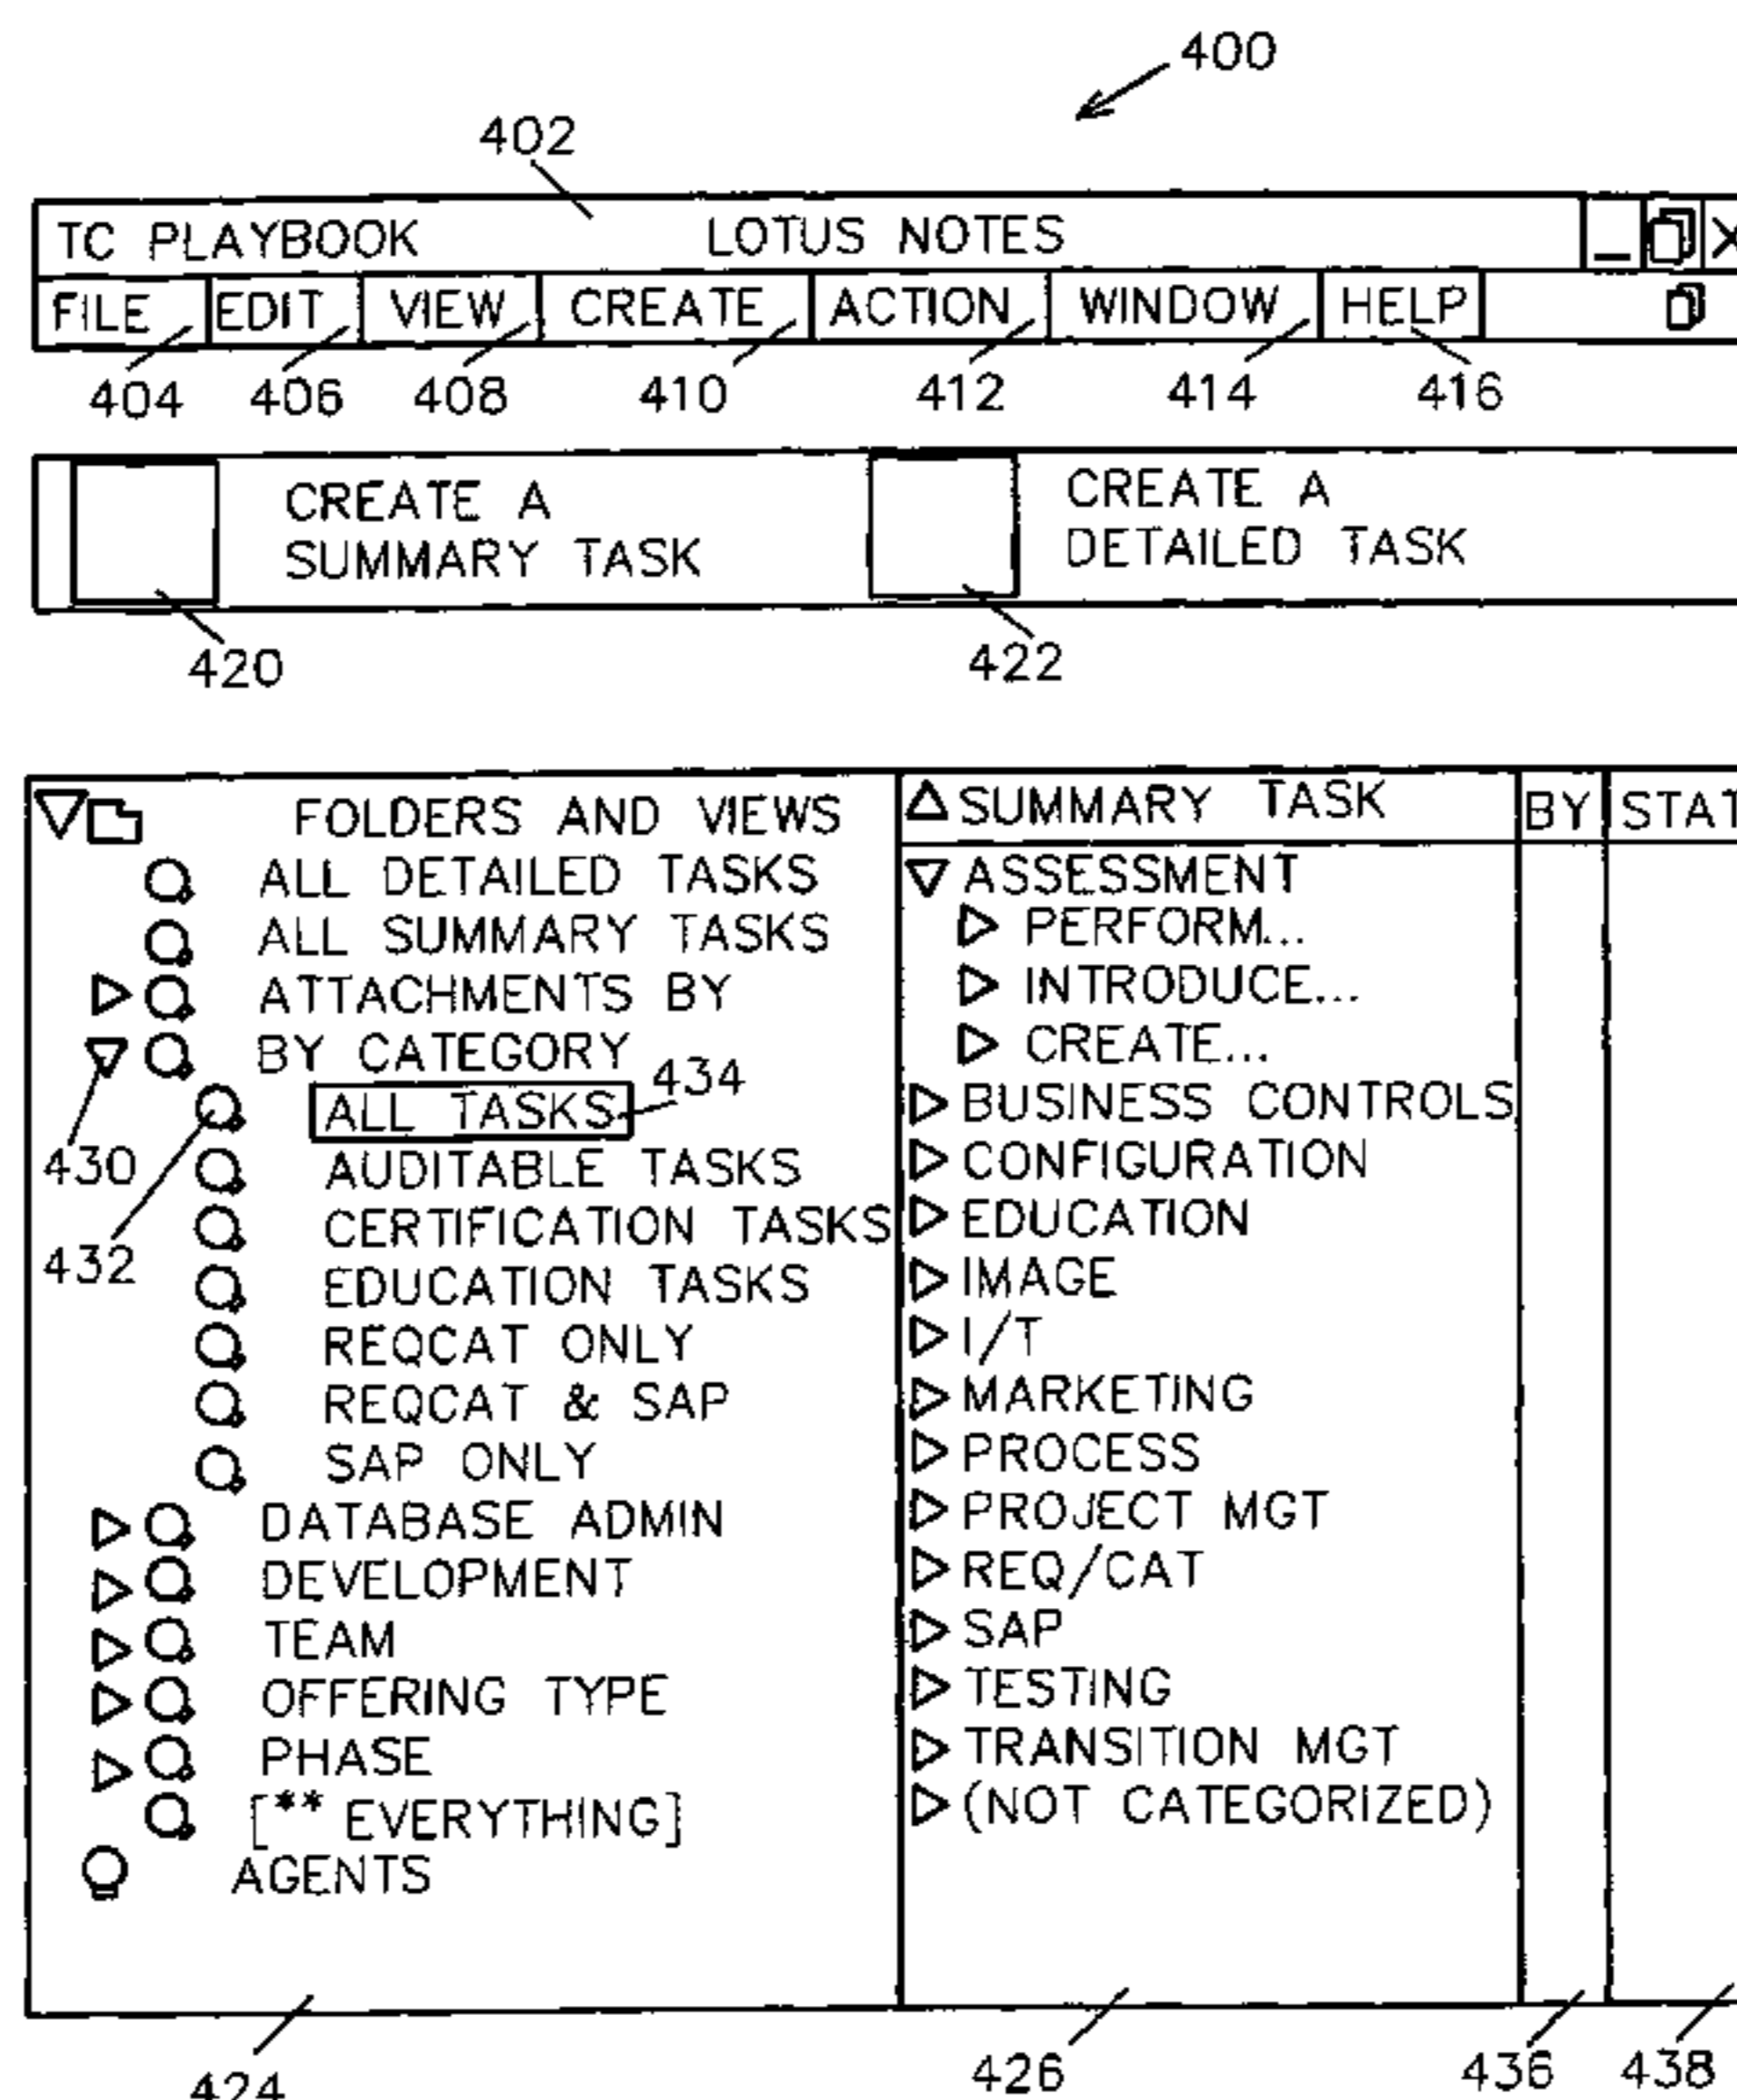 400
402
TC PLAYBOOK LOTUS NOTES
FILE EDIT VIEW CREATE ACTION WINDOW HELP
404 406 408 410 412 414 416
CREATE A
SUMMARY TASK
CREATE A
DETAILED TASK
420 422
FOLDERS AND VIEWS
ALL DETAILED TASKS
ALL SUMMARY TASKS
ATTACHMENTS BY
BY CATEGORY
ALL TASKS
434
430
AUDITABLE TASKS
CERTIFICATION TASKS
432
EDUCATION TASKS
REQCAT ONLY
REQCAT & SAP
SAP ONLY
DATABASE ADMIN
DEVELOPMENT
TEAM
OFFERING TYPE
PHASE
[** EVERYTHING]
AGENTS
SUMMARY TASK BY STAT
ASSESSMENT
PERFORM...
INTRODUCE...
CREATE...
BUSINESS CONTROLS
CONFIGURATION
EDUCATION
IMAGE
I/T
MARKETING
PROCESS
PROJECT MGT
REQ/CAT
SAP
TESTING
TRANSITION MGT
(NOT CATEGORIZED)
424 426 436 438